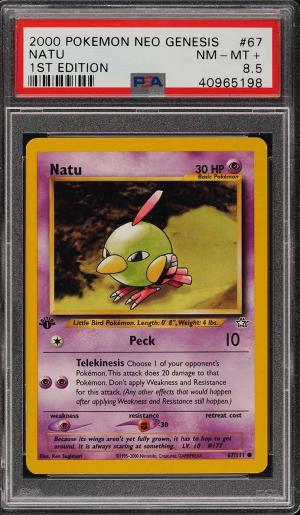 2000 POKEMON NEO GENESIS #67
NATU NM - MT +
1ST EDITION 8.5
PSA 40965198
Natu 30 HP
Basic Pokémon
Little Bird Pokémon. Length: 0' 8", Weight: 4 lbs.
Peck 10
Telekinesis Choose 1 of your opponent's
Pokémon. This attack does 20 damage to that
Pokémon. Don't apply Weakness and Resistance
for this attack. (Any other effects that would happen
after applying Weakness and Resistance still happen.)
weakness resistance retreat cost
-30
Because its wings aren't yet fully grown, it has to hop to get
around. It is always staring at something. LV. 10 #177
Illus. Ken Sugimori ©1995-2000 Nintendo, Creatures, GAMEFREAK. 67/111